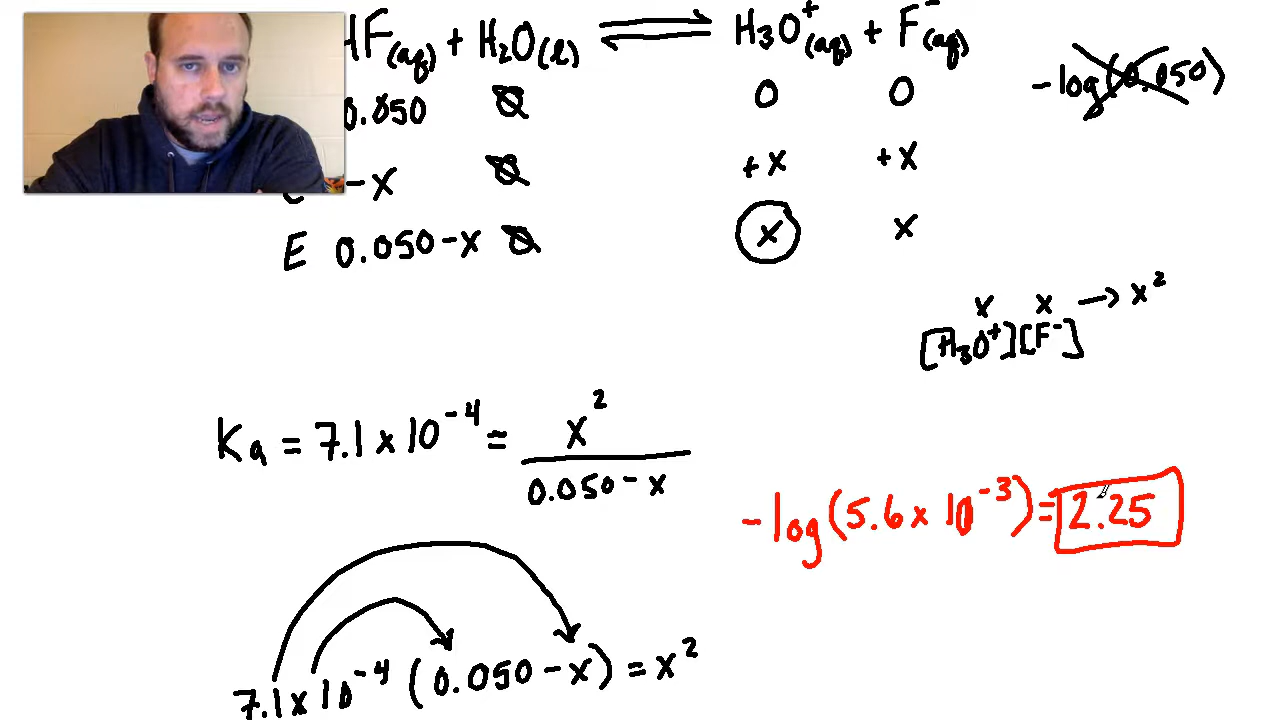 HF(aq) + H₂O(l) ⇌ H₃O⁺(aq) + F⁻(aq)
-log(0.050)
0.050 0 0
-x +x +x
E 0.050-x x x
x x → x²
[H₃O⁺][F⁻]
Ka = 7.1 x 10⁻⁴ = x² / 0.050 - x
-log(5.6 x 10⁻³) = 2.25
7.1 x 10⁻⁴ (0.050 - x) = x²